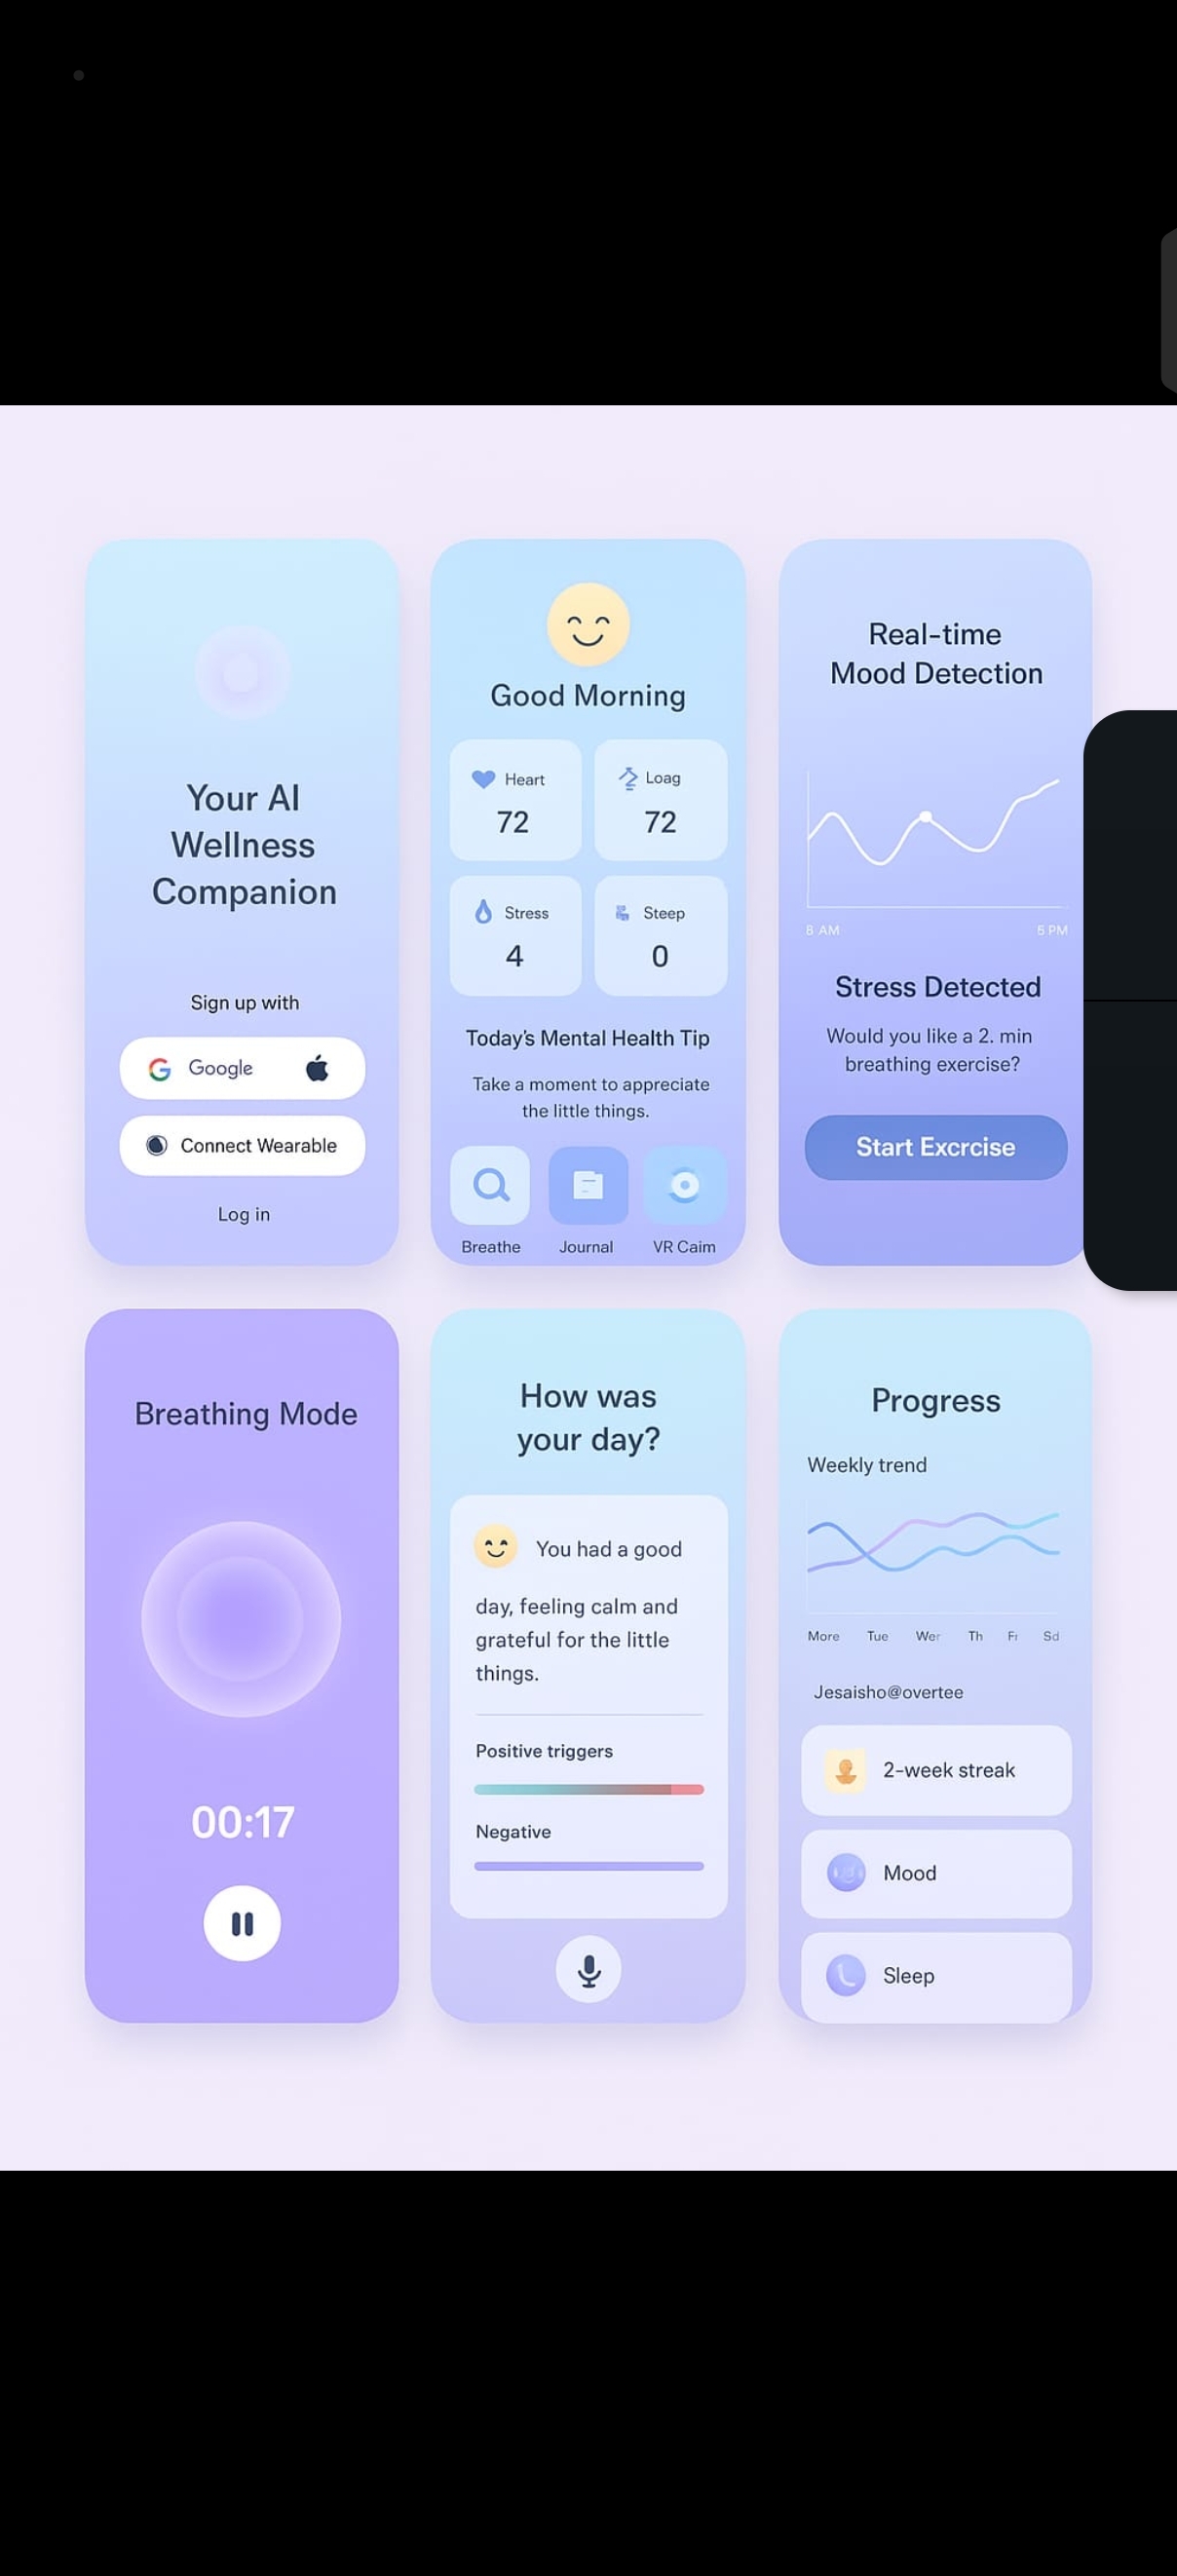 Your AI
Wellness
Companion
Sign up with
Google
Connect Wearable
Log in
Good Morning
Heart
72
Loag
72
Stress
4
Steep
0
Today's Mental Health Tip
Take a moment to appreciate
the little things.
Breathe
Journal
VR Caim
Real-time
Mood Detection
8 AM
5 PM
Stress Detected
Would you like a 2. min
breathing exercise?
Start Excrcise
Breathing Mode
00:17
How was
your day?
You had a good
day, feeling calm and
grateful for the little
things.
Positive triggers
Negative
Progress
Weekly trend
More Tue Wer Th Fr Sd
Jesaisho@overtee
2-week streak
Mood
Sleep